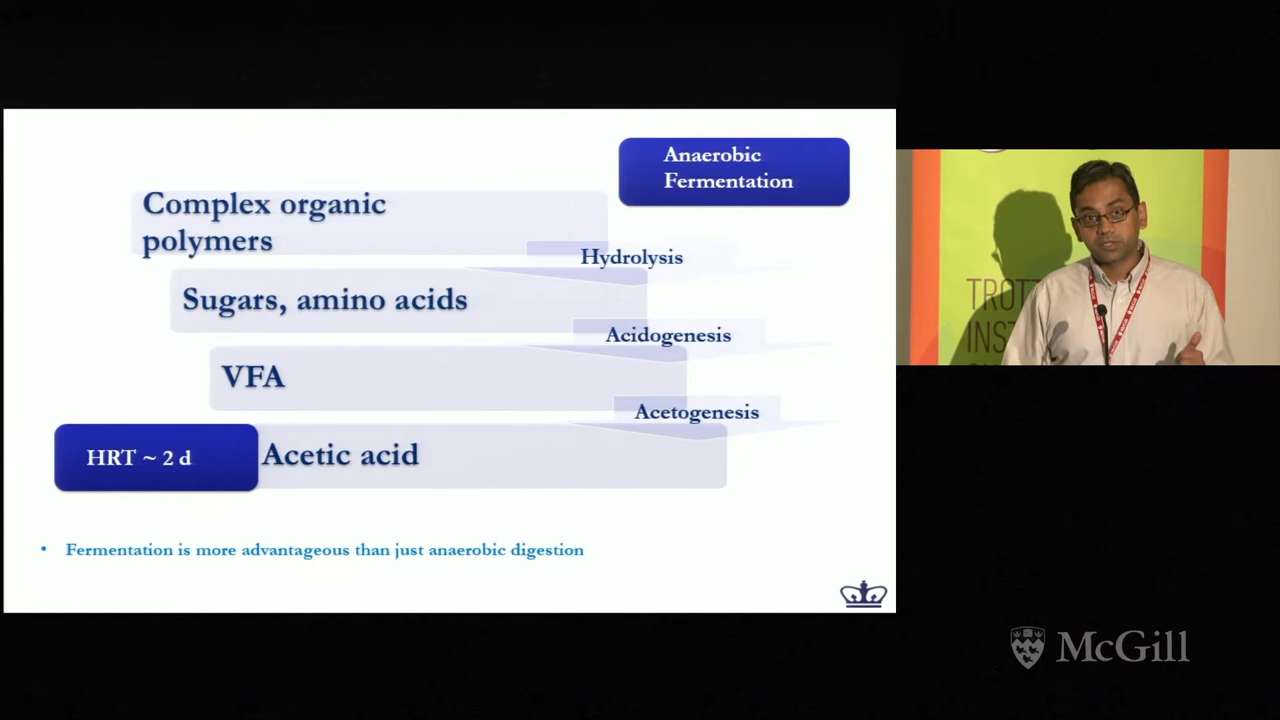 Anaerobic
Fermentation
Complex organic
polymers
Hydrolysis
Sugars, amino acids
Acidogenesis
VFA
Acetogenesis
HRT ~ 2 d
Acetic acid
• Fermentation is more advantageous than just anaerobic digestion
McGill